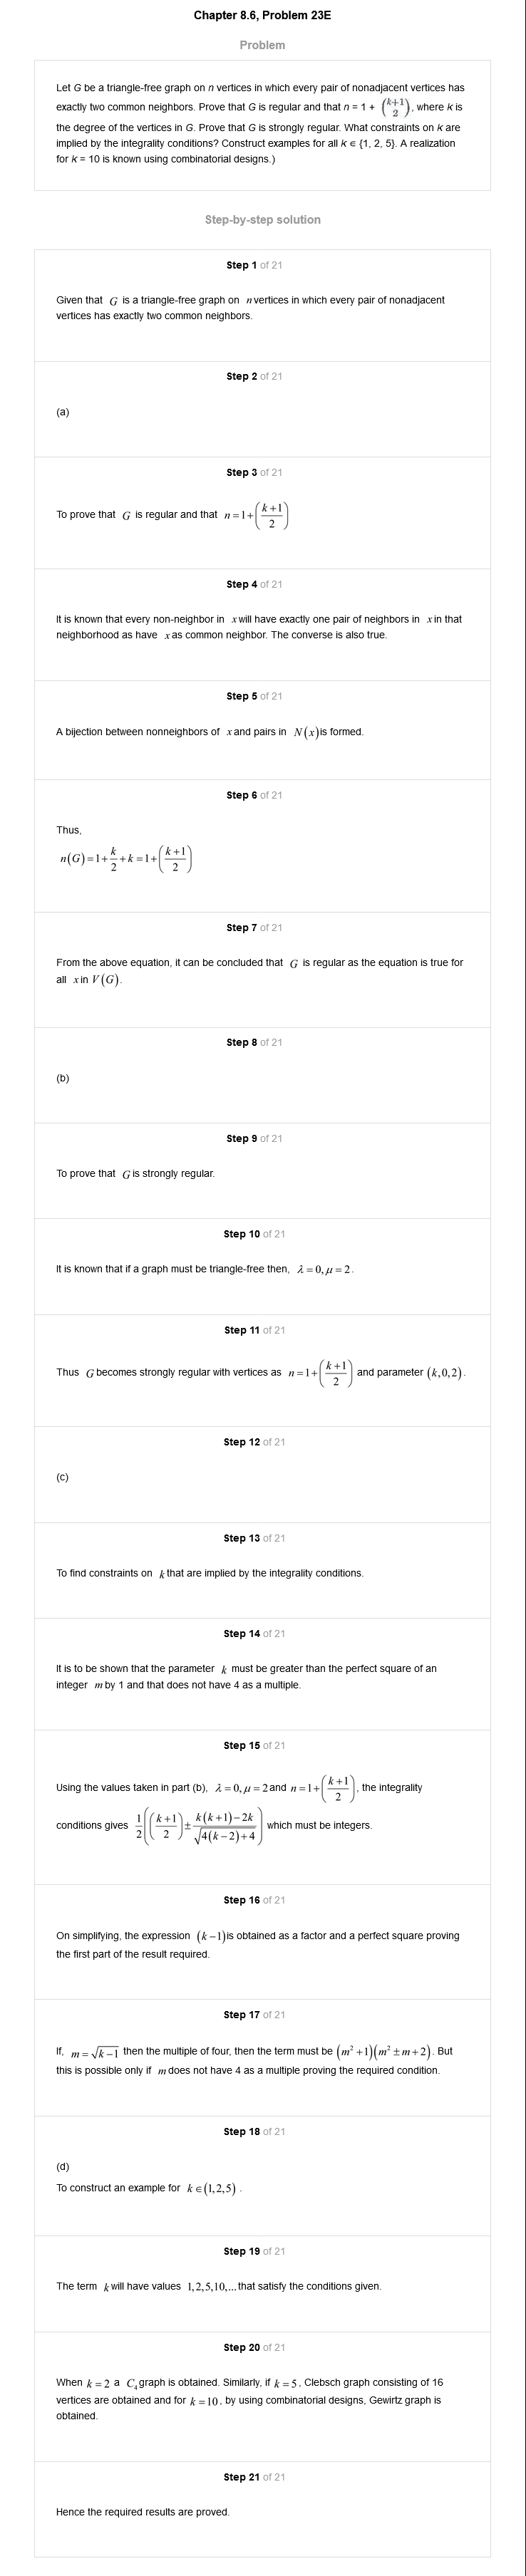 Chapter 8.6, Problem 23E
Problem
Let G be a triangle-free graph on n vertices in which every pair of nonadjacent vertices has
exactly two common neighbors. Prove that G is regular and that n = 1 + (k+1 2), where k is
the degree of the vertices in G. Prove that G is strongly regular. What constraints on k are
implied by the integrality conditions? Construct examples for all k ∈ {1, 2, 5}. A realization
for k = 10 is known using combinatorial designs.)
Step-by-step solution
Step 1 of 21
Given that G is a triangle-free graph on n vertices in which every pair of nonadjacent
vertices has exactly two common neighbors.
Step 2 of 21
(a)
Step 3 of 21
To prove that G is regular and that n = 1 + ((k+1)/2)
Step 4 of 21
It is known that every non-neighbor in x will have exactly one pair of neighbors in x in that
neighborhood as have x as common neighbor. The converse is also true.
Step 5 of 21
A bijection between nonneighbors of x and pairs in N(x) is formed.
Step 6 of 21
Thus,
n(G) = 1 + k/2 + k = 1 + ((k+1)/2)
Step 7 of 21
From the above equation, it can be concluded that G is regular as the equation is true for
all x in V(G).
Step 8 of 21
(b)
Step 9 of 21
To prove that G is strongly regular.
Step 10 of 21
It is known that if a graph must be triangle-free then, λ = 0, μ = 2.
Step 11 of 21
Thus G becomes strongly regular with vertices as n = 1 + ((k+1)/2) and parameter (k,0,2).
Step 12 of 21
(c)
Step 13 of 21
To find constraints on k that are implied by the integrality conditions.
Step 14 of 21
It is to be shown that the parameter k must be greater than the perfect square of an
integer m by 1 and that does not have 4 as a multiple.
Step 15 of 21
Using the values taken in part (b), λ = 0, μ = 2 and n = 1 + ((k+1)/2), the integrality
conditions gives 1/2(((k+1)/2) ± (k(k+1)−2k)/√(4(k−2)+4)) which must be integers.
Step 16 of 21
On simplifying, the expression (k−1) is obtained as a factor and a perfect square proving
the first part of the result required.
Step 17 of 21
If, m = √(k−1) then the multiple of four, then the term must be (m² +1)(m² ± m + 2). But
this is possible only if m does not have 4 as a multiple proving the required condition.
Step 18 of 21
(d)
To construct an example for k ∈ (1,2,5) .
Step 19 of 21
The term k will have values 1,2,5,10,... that satisfy the conditions given.
Step 20 of 21
When k = 2 a C₄ graph is obtained. Similarly, if k = 5, Clebsch graph consisting of 16
vertices are obtained and for k = 10, by using combinatorial designs, Gewirtz graph is
obtained.
Step 21 of 21
Hence the required results are proved.